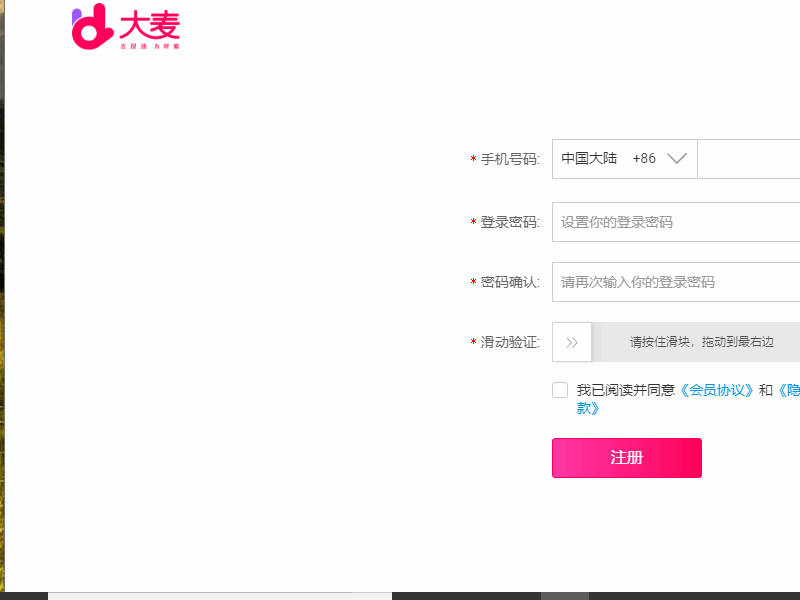 大麦
去现场 为所爱
* 手机号码: 中国大陆 +86
* 登录密码: 设置你的登录密码
* 密码确认: 请再次输入你的登录密码
* 滑动验证: >> 请按住滑块，拖动到最右边
我已阅读并同意《会员协议》和《隐
款》
注册